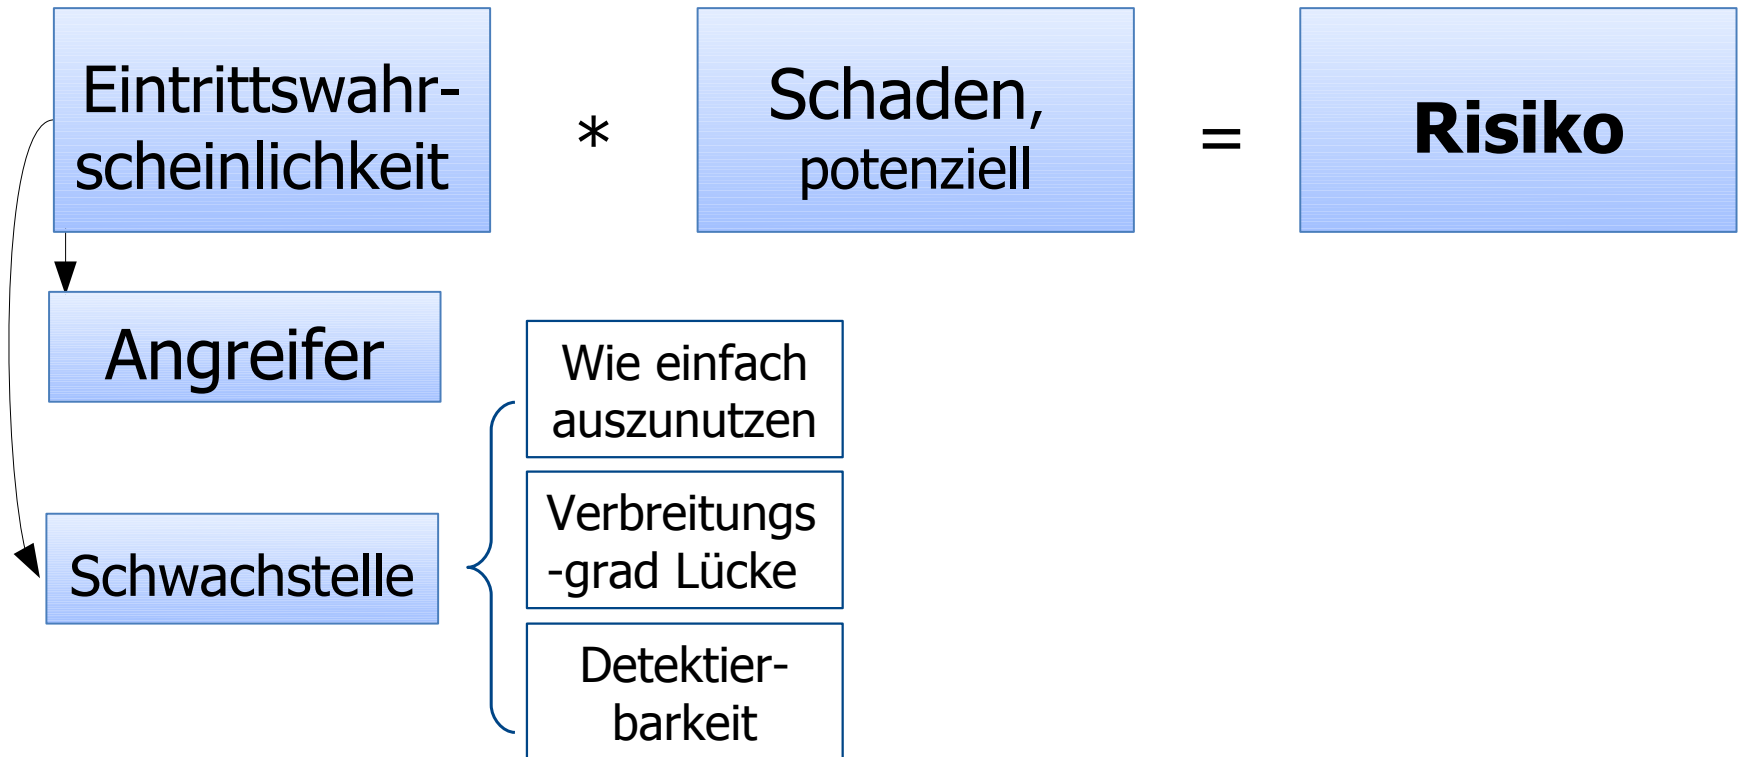 Eintrittswahr-
scheinlichkeit
*
Schaden,
potenziell
=
Risiko
Angreifer
Wie einfach
auszunutzen
Verbreitungs
-grad Lücke
Schwachstelle
Detektier-
barkeit